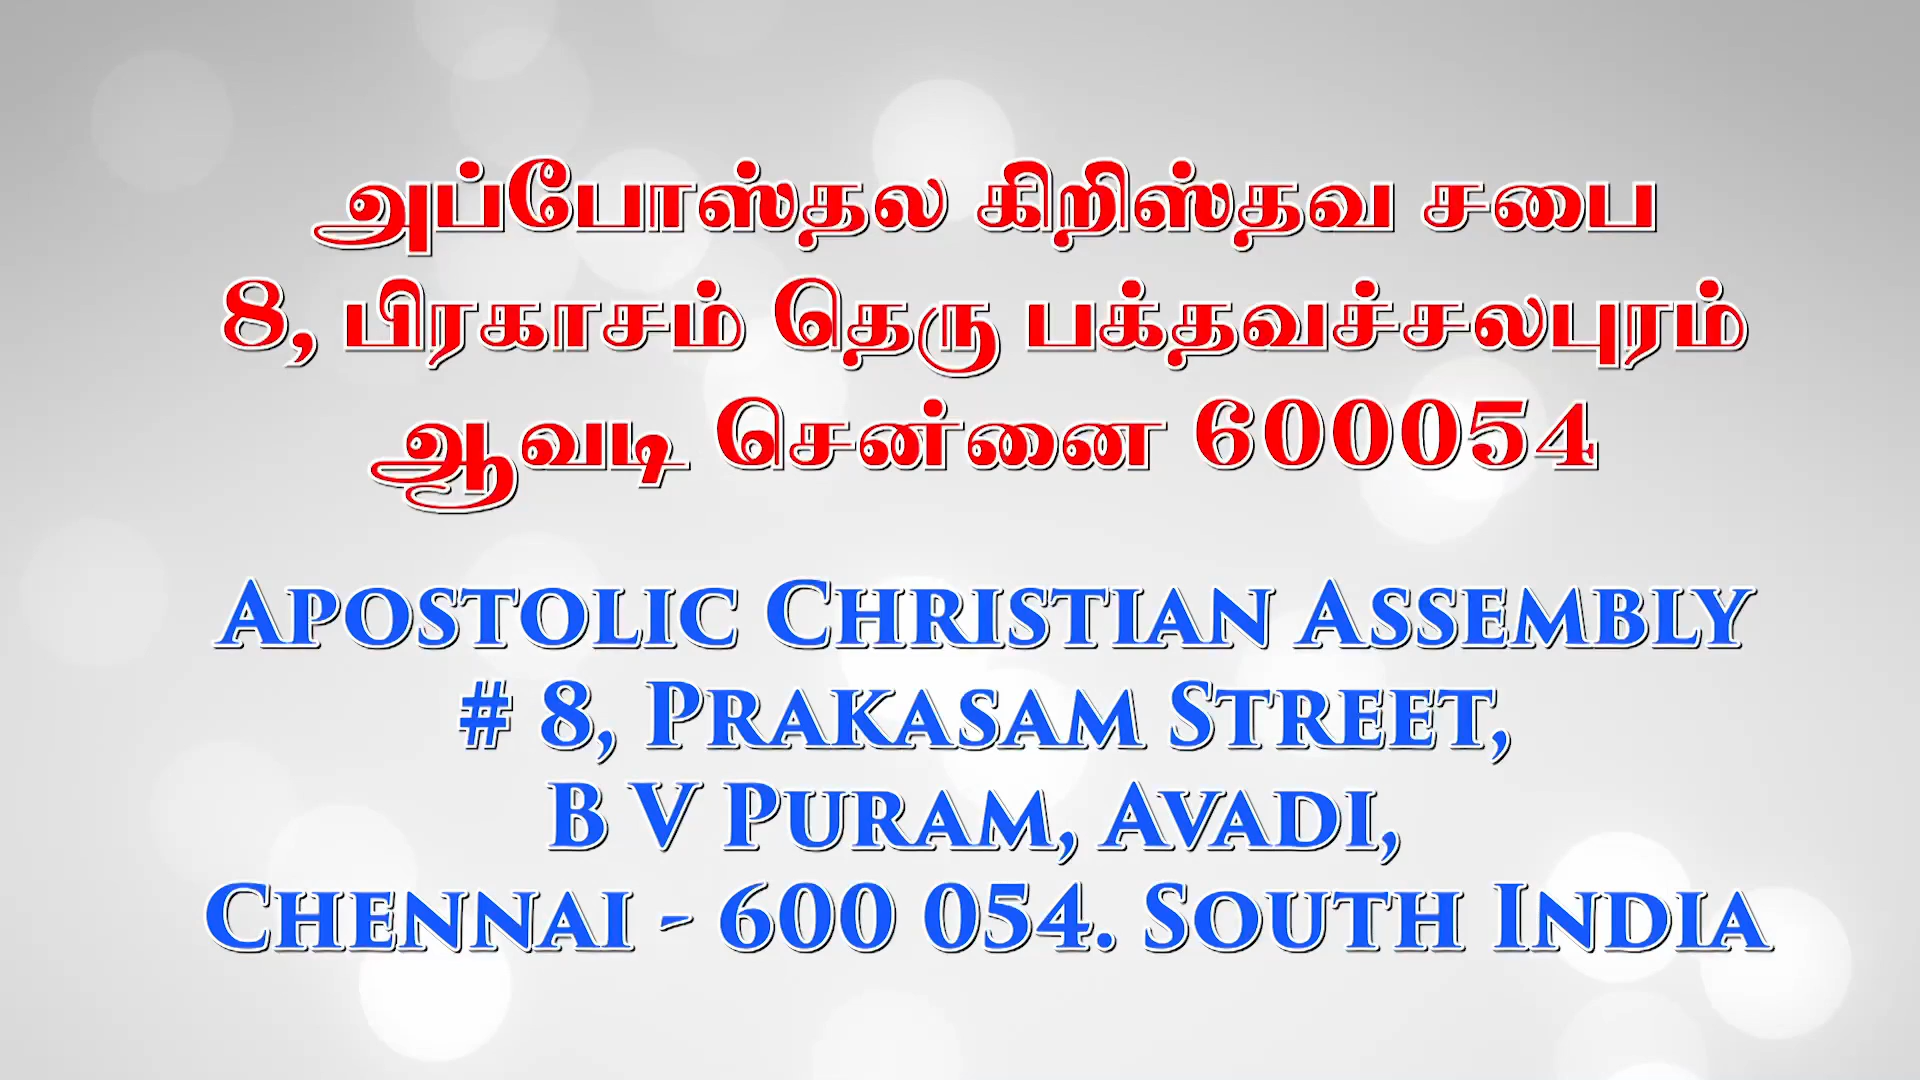 அப்போஸ்தல கிறிஸ்தவ சபை
8, பிரகாசம் தெரு பக்தவச்சலபுரம்
ஆவடி சென்னை 600054
APOSTOLIC CHRISTIAN ASSEMBLY
# 8, PRAKASAM STREET,
B V PURAM, AVADI,
CHENNAI - 600 054. SOUTH INDIA